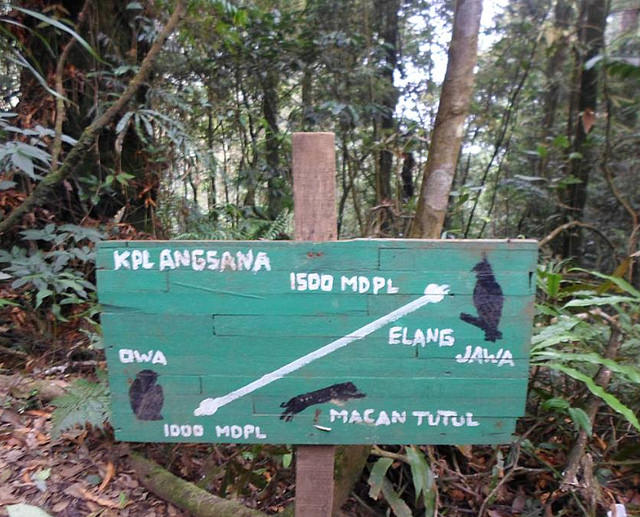 KPL ANGSANA
1500 MDPL
ELANG
JAWA
OWA
MACAN TUTUL
1000 MDPL